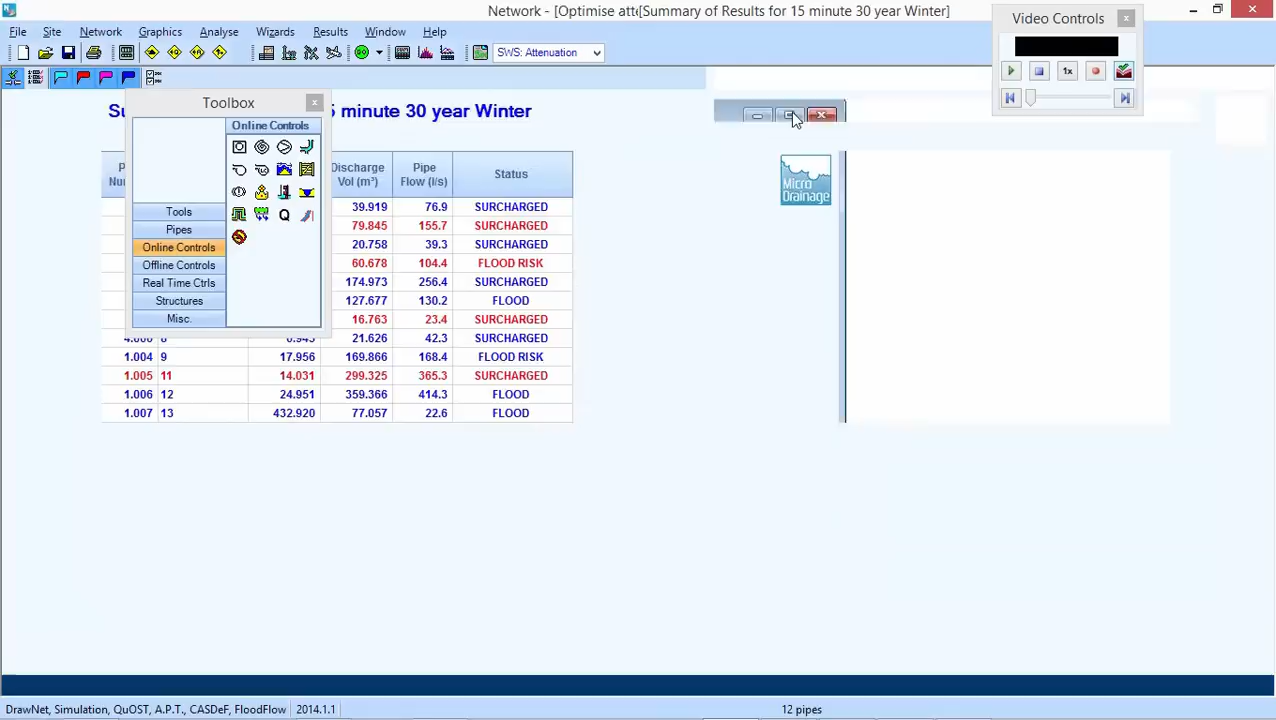 Network - [Optimise atte[Summary of Results for 15 minute 30 year Winter]
File Site Network Graphics Analyse Wizards Results Window Help
SWS: Attenuation
Video Controls
1x
Toolbox
Online Controls
Tools
Pipes
Online Controls
Offline Controls
Real Time Ctrls
Structures
Misc.
Q
15 minute 30 year Winter
Discharge Vol (m³) Pipe Flow (l/s) Status
39.919 76.9 SURCHARGED
79.845 155.7 SURCHARGED
20.758 39.3 SURCHARGED
60.678 104.4 FLOOD RISK
174.973 256.4 SURCHARGED
127.677 130.2 FLOOD
16.763 23.4 SURCHARGED
21.626 42.3 SURCHARGED
1.004 9 17.956 169.866 168.4 FLOOD RISK
1.005 11 14.031 299.325 365.3 SURCHARGED
1.006 12 24.951 359.366 414.3 FLOOD
1.007 13 432.920 77.057 22.6 FLOOD
Micro Drainage
DrawNet, Simulation, QuOST, A.P.T., CASDeF, FloodFlow 2014.1.1 12 pipes